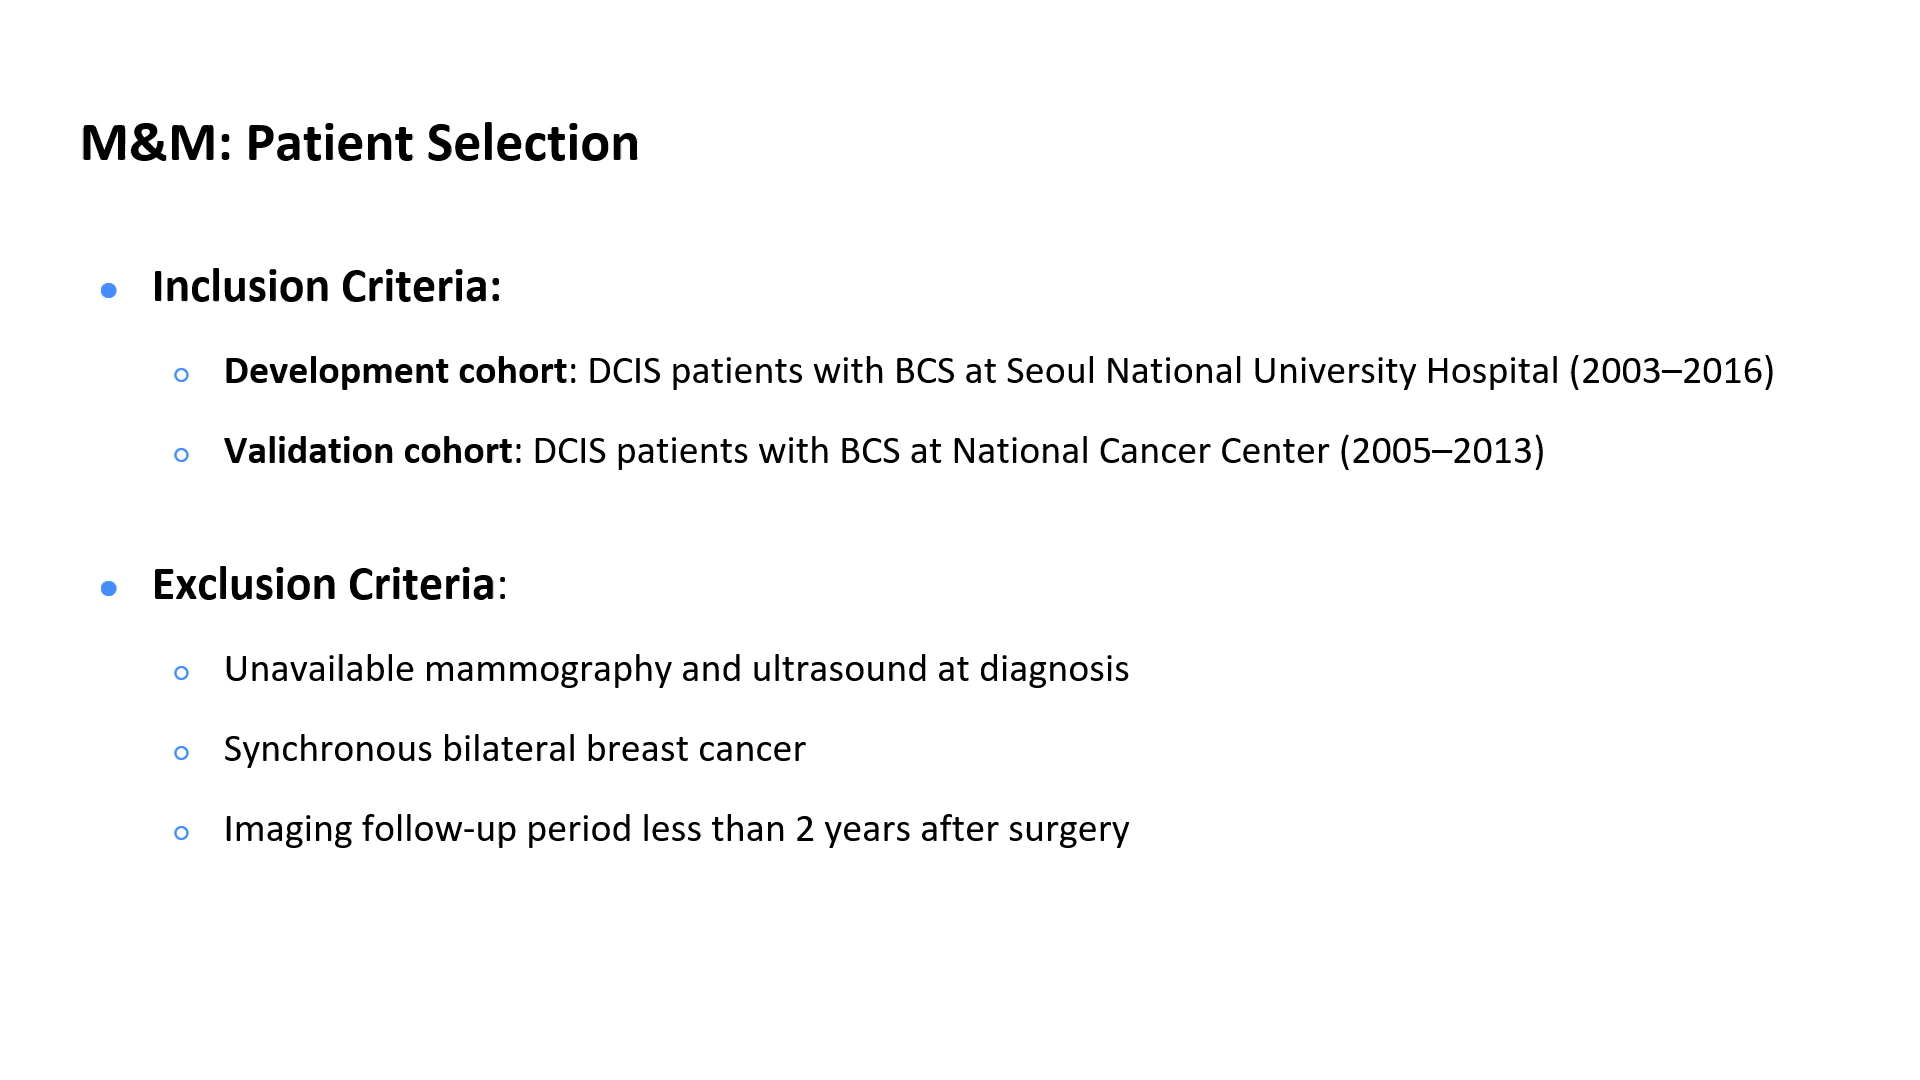 M&M: Patient Selection
Inclusion Criteria:
Development cohort: DCIS patients with BCS at Seoul National University Hospital (2003–2016)
Validation cohort: DCIS patients with BCS at National Cancer Center (2005–2013)
Exclusion Criteria:
Unavailable mammography and ultrasound at diagnosis
Synchronous bilateral breast cancer
Imaging follow-up period less than 2 years after surgery